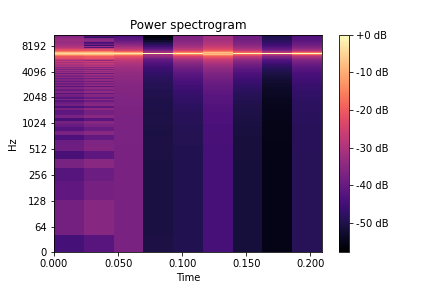 Power spectrogram
Hz
8192
4096
2048
1024
512
256
128
64
0
0.000 0.050 0.100 0.150 0.200
Time
+0 dB
-10 dB
-20 dB
-30 dB
-40 dB
-50 dB